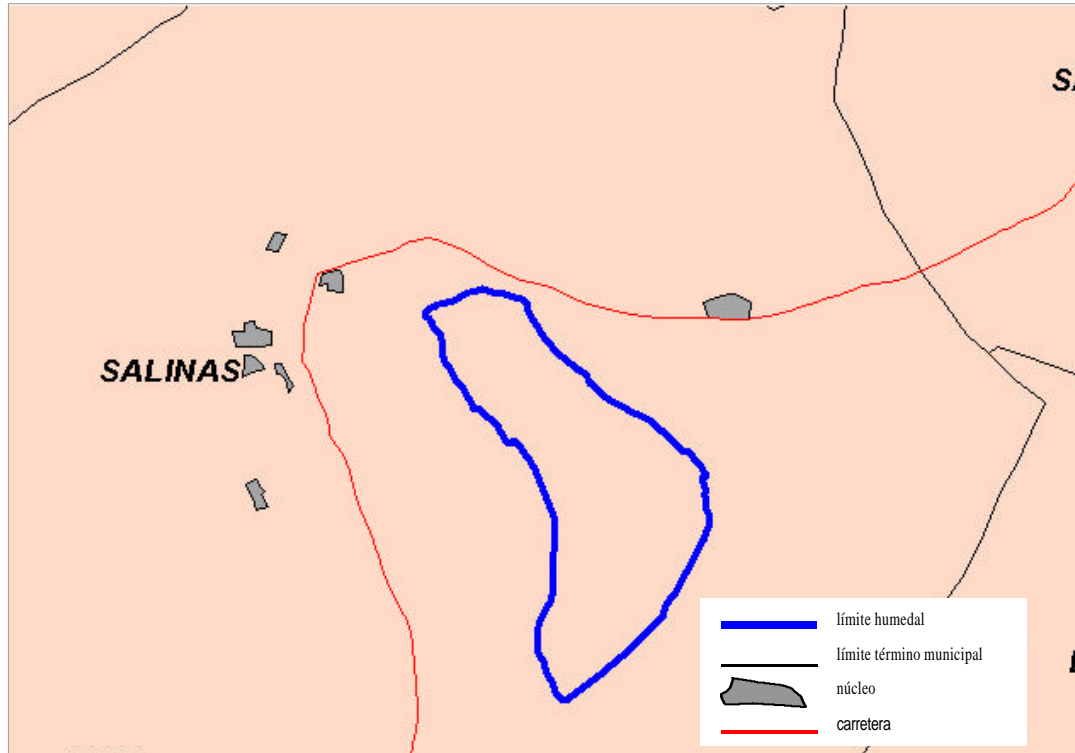 SALINAS
límite humedal
límite término municipal
núcleo
carretera